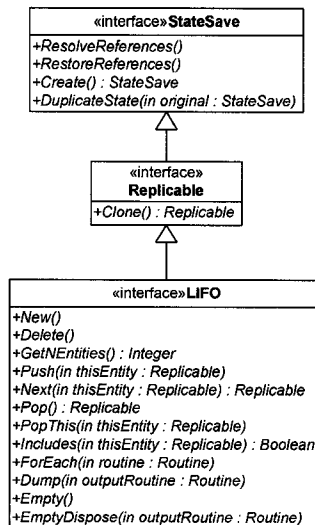 «interface»StateSave
+ResolveReferences()
+RestoreReferences()
+Create() : StateSave
+DuplicateState(in original : StateSave)
«interface»
Replicable
+Clone() : Replicable
«interface»LIFO
+New()
+Delete()
+GetNEntities() : Integer
+Push(in thisEntity : Replicable)
+Next(in thisEntity : Replicable) : Replicable
+Pop() : Replicable
+PopThis(in thisEntity : Replicable)
+Includes(in thisEntity : Replicable) : Boolean
+ForEach(in routine : Routine)
+Dump(in outputRoutine : Routine)
+Empty()
+EmptyDispose(in outputRoutine : Routine)